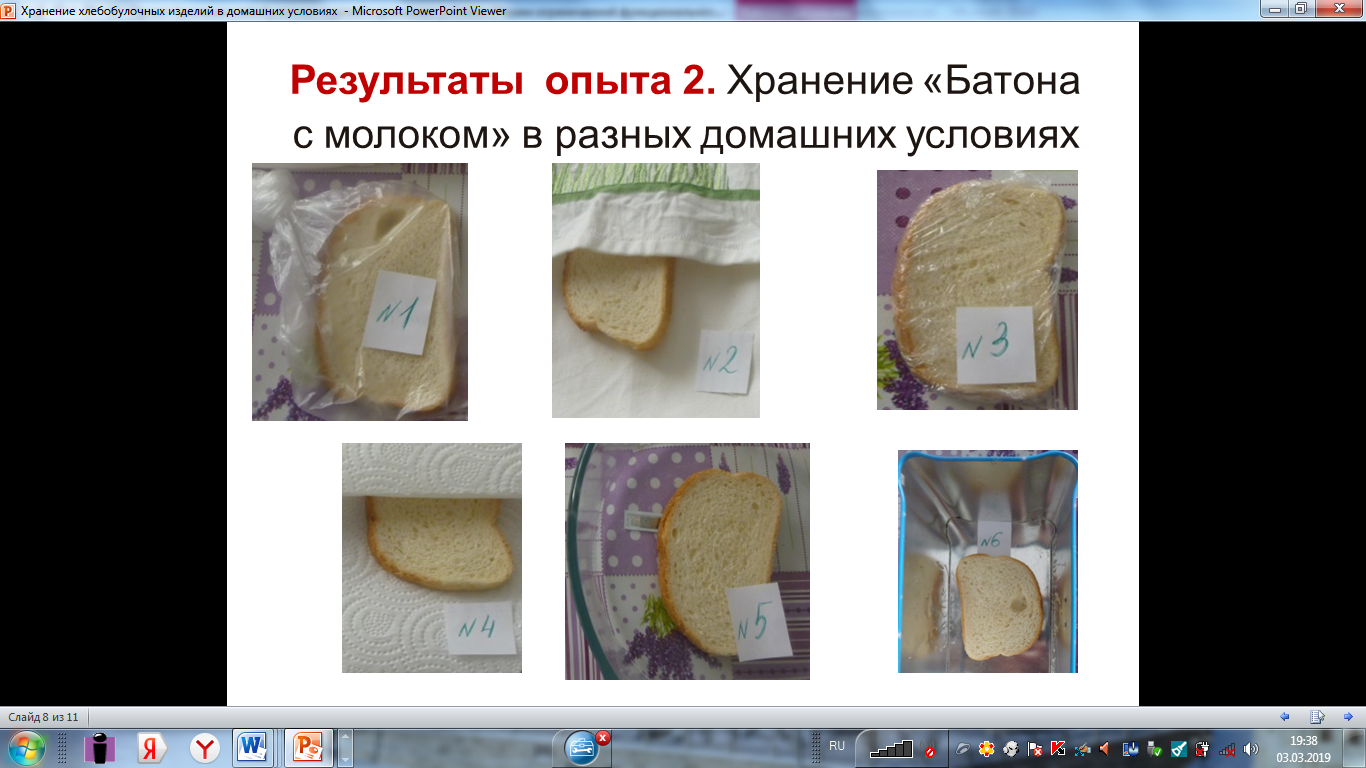 Хранение хлебобулочных изделий в домашних условиях - Microsoft PowerPoint Viewer
Результаты опыта 2. Хранение «Батона
с молоком» в разных домашних условиях
N1
N2
N3
N4
N5
N6
Слайд 8 из 11
RU
19:38
03.03.2019